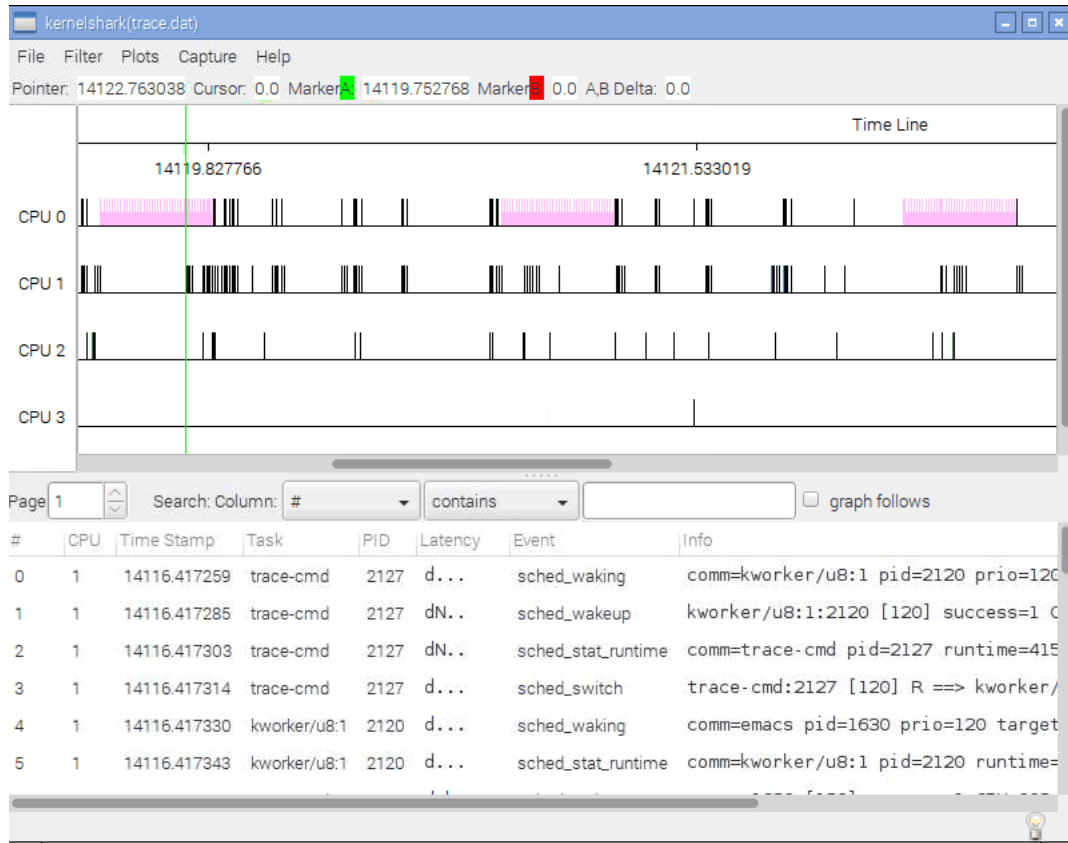 kernelshark(trace.dat)
File Filter Plots Capture Help
Pointer: 14122.763038 Cursor: 0.0 MarkerA: 14119.752768 MarkerB: 0.0 A,B Delta: 0.0
Time Line
14119.827766 14121.533019
CPU 0
CPU 1
CPU 2
CPU 3
Page 1 Search: Column: # contains graph follows
# CPU Time Stamp Task PID Latency Event Info
0 1 14116.417259 trace-cmd 2127 d... sched_waking comm=kworker/u8:1 pid=2120 prio=120
1 1 14116.417285 trace-cmd 2127 dN.. sched_wakeup kworker/u8:1:2120 [120] success=1 C
2 1 14116.417303 trace-cmd 2127 dN.. sched_stat_runtime comm=trace-cmd pid=2127 runtime=415
3 1 14116.417314 trace-cmd 2127 d... sched_switch trace-cmd:2127 [120] R ==> kworker/
4 1 14116.417330 kworker/u8:1 2120 d... sched_waking comm=emacs pid=1630 prio=120 target
5 1 14116.417343 kworker/u8:1 2120 d... sched_stat_runtime comm=kworker/u8:1 pid=2120 runtime=